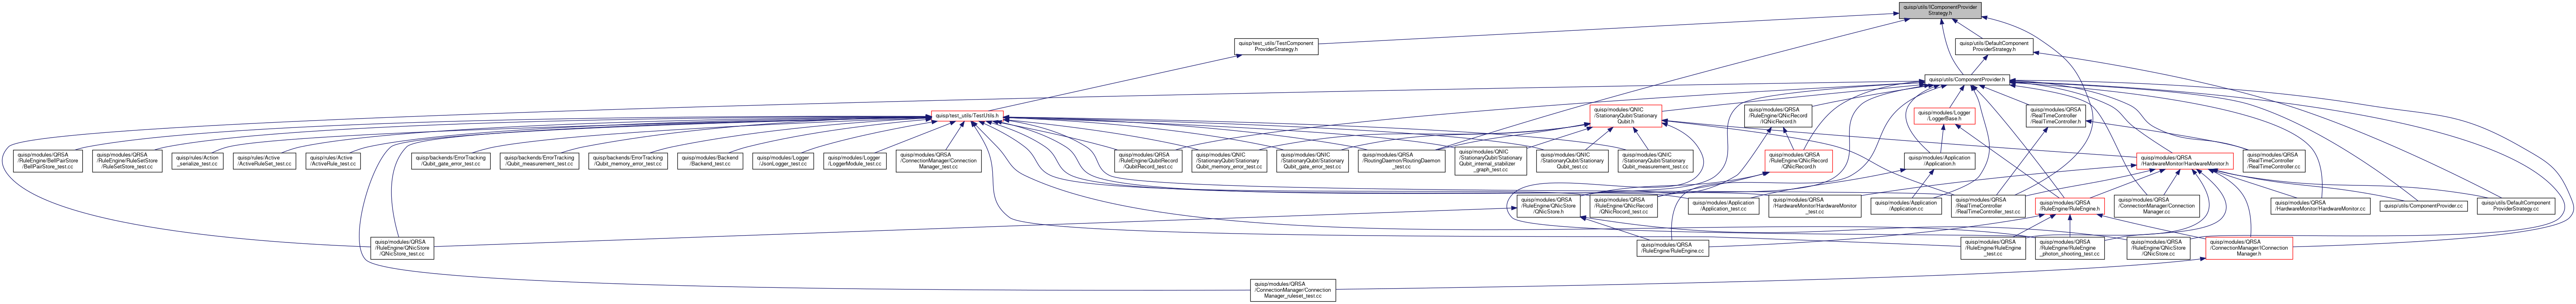 quisp/utils/IComponentProvider
Strategy.h
quisp/test_utils/TestComponent
ProviderStrategy.h
quisp/utils/DefaultComponent
ProviderStrategy.h
quisp/utils/ComponentProvider.h
quisp/test_utils/TestUtils.h
quisp/modules/QNIC
/StationaryQubit/IStationary
Qubit.h
quisp/modules/QRSA
/RuleEngine/QNicRecord
/IQNicRecord.h
quisp/modules/Logger
/LoggerBase.h
quisp/modules/QRSA
/RealTimeController
/RealTimeController.h
quisp/modules/QRSA
/RuleEngine/BellPairStore
/BellPairStore_test.cc
quisp/modules/QRSA
/RuleEngine/RuleSetStore
/RuleSetStore_test.cc
quisp/rules/Action
_serialize_test.cc
quisp/rules/Active
/ActiveRuleSet_test.cc
quisp/rules/Active
/ActiveRule_test.cc
quisp/backends/ErrorTracking
/Qubit_gate_error_test.cc
quisp/backends/ErrorTracking
/Qubit_measurement_test.cc
quisp/backends/ErrorTracking
/Qubit_memory_error_test.cc
quisp/modules/Backend
/Backend_test.cc
quisp/modules/Logger
/JsonLogger_test.cc
quisp/modules/Logger
/LoggerModule_test.cc
quisp/modules/QRSA
/ConnectionManager/Connection
Manager_test.cc
quisp/modules/QRSA
/RuleEngine/QubitRecord
/QubitRecord_test.cc
quisp/modules/QNIC
/StationaryQubit/Stationary
Qubit_memory_error_test.cc
quisp/modules/QNIC
/StationaryQubit/Stationary
Qubit_gate_error_test.cc
quisp/modules/QRSA
/RoutingDaemon/RoutingDaemon
_test.cc
quisp/modules/QNIC
/StationaryQubit/Stationary
Qubit_internal_stabilizer
_graph_test.cc
quisp/modules/QNIC
/StationaryQubit/Stationary
Qubit_test.cc
quisp/modules/QNIC
/StationaryQubit/Stationary
Qubit_measurement_test.cc
quisp/modules/QRSA
/RuleEngine/QNicRecord
/QNicRecord.h
quisp/modules/Application
/Application.h
quisp/modules/QRSA
/HardwareMonitor/HardwareMonitor.h
quisp/modules/QRSA
/RealTimeController
/RealTimeController.cc
quisp/modules/QRSA
/RuleEngine/QNicStore
/QNicStore.h
quisp/modules/QRSA
/RuleEngine/QNicRecord
/QNicRecord_test.cc
quisp/modules/Application
/Application_test.cc
quisp/modules/QRSA
/HardwareMonitor/HardwareMonitor
_test.cc
quisp/modules/Application
/Application.cc
quisp/modules/QRSA
/RealTimeController
/RealTimeController_test.cc
quisp/modules/QRSA
/RuleEngine/RuleEngine.h
quisp/modules/QRSA
/ConnectionManager/Connection
Manager.cc
quisp/modules/QRSA
/HardwareMonitor/HardwareMonitor.cc
quisp/utils/ComponentProvider.cc
quisp/utils/DefaultComponent
ProviderStrategy.cc
quisp/modules/QRSA
/RuleEngine/QNicStore
/QNicStore_test.cc
quisp/modules/QRSA
/RuleEngine/RuleEngine.cc
quisp/modules/QRSA
/RuleEngine/RuleEngine
_test.cc
quisp/modules/QRSA
/RuleEngine/RuleEngine
_photon_shooting_test.cc
quisp/modules/QRSA
/RuleEngine/QNicStore
/QNicStore.cc
quisp/modules/QRSA
/ConnectionManager/Connection
Manager.h
quisp/modules/QRSA
/ConnectionManager/Connection
Manager_ruleset_test.cc